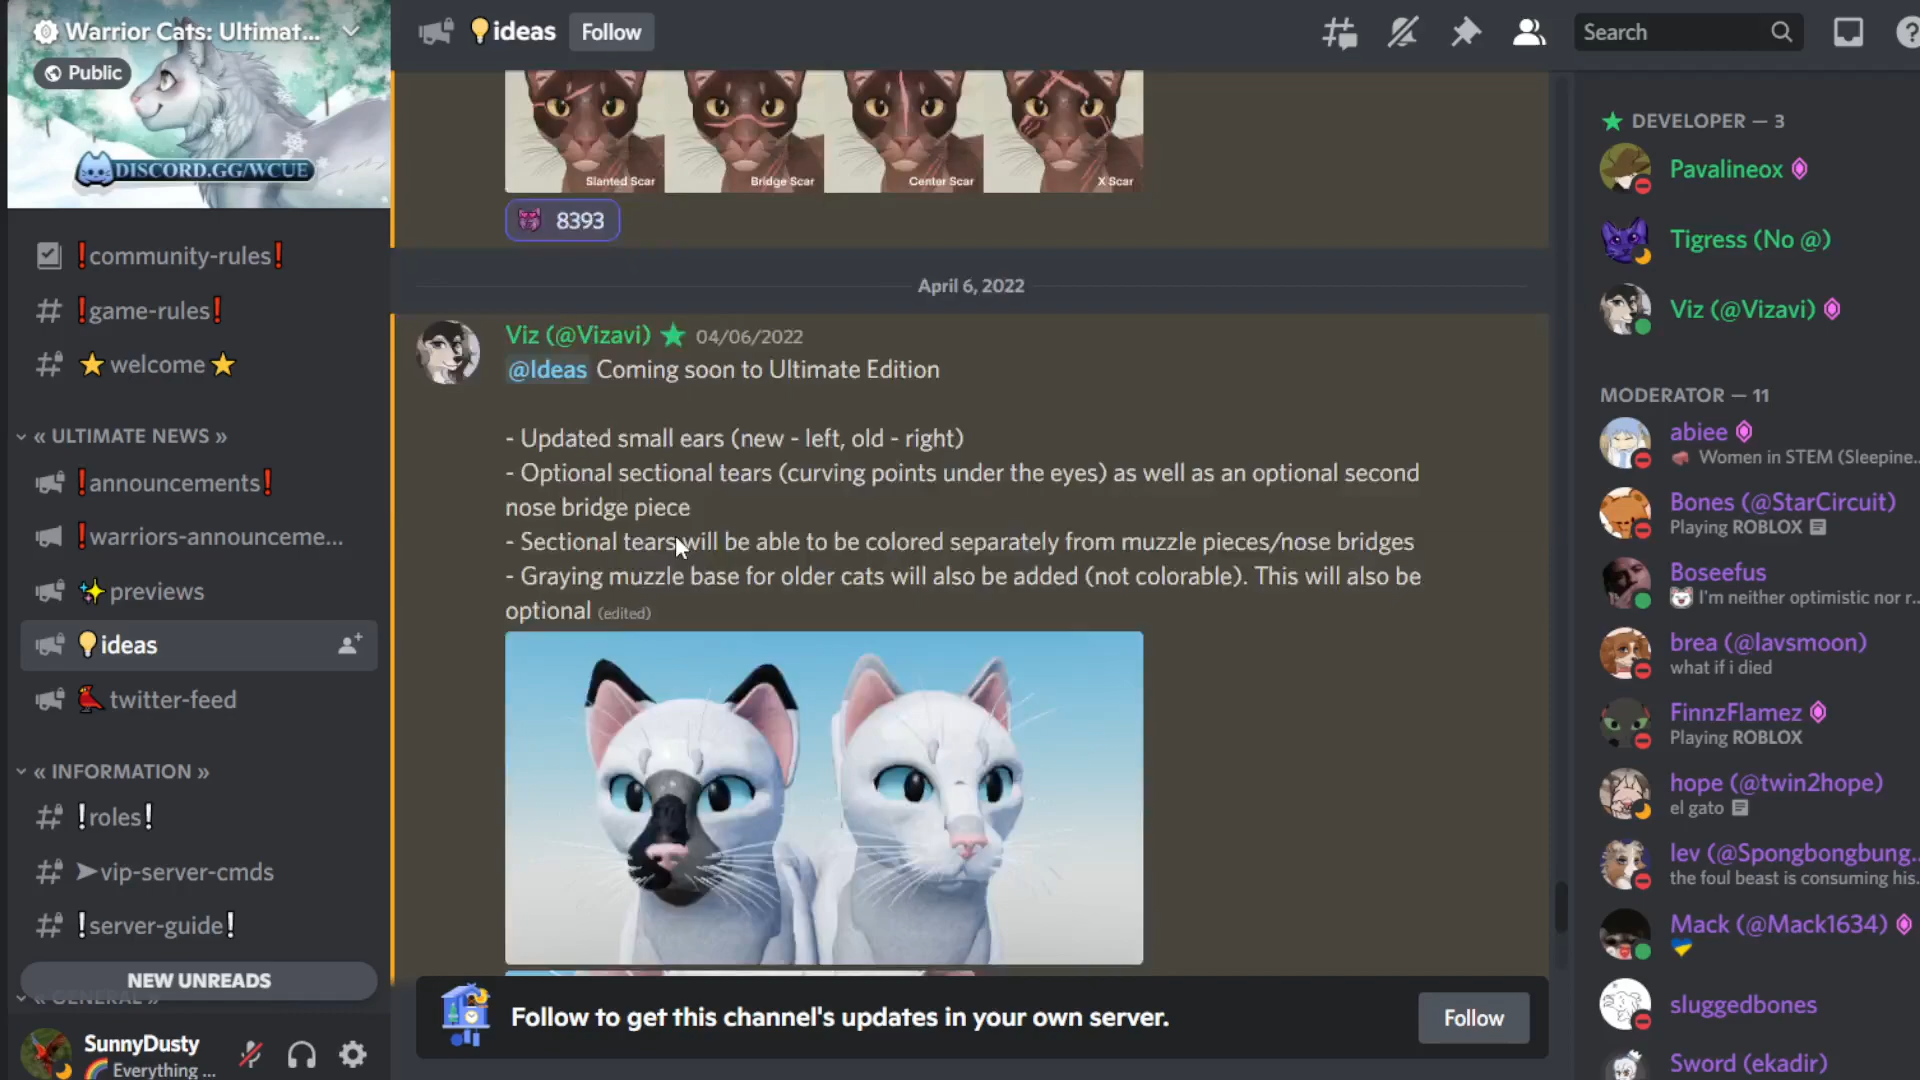 Warrior Cats: Ultimat...
Public
DISCORD.GG/WCUE
❗community-rules❗
❗game-rules❗
⭐ welcome ⭐
« ULTIMATE NEWS »
❗announcements❗
❗warriors-announceme...
✨ previews
💡ideas
twitter-feed
« INFORMATION »
❕roles❕
➤vip-server-cmds
❕server-guide❕
NEW UNREADS
« GENERAL »
SunnyDusty
🌈 Everything ...
💡ideas
Follow
Search
Slanted Scar
Bridge Scar
Center Scar
X Scar
8393
April 6, 2022
Viz (@Vizavi) 04/06/2022
@Ideas Coming soon to Ultimate Edition
- Updated small ears (new - left, old - right)
- Optional sectional tears (curving points under the eyes) as well as an optional second
nose bridge piece
- Sectional tears will be able to be colored separately from muzzle pieces/nose bridges
- Graying muzzle base for older cats will also be added (not colorable). This will also be
optional (edited)
Follow to get this channel's updates in your own server.
Follow
DEVELOPER — 3
Pavalineox
Tigress (No @)
Viz (@Vizavi)
MODERATOR — 11
abiee
Women in STEM (Sleepine...
Bones (@StarCircuit)
Playing ROBLOX
Boseefus
I'm neither optimistic nor r...
brea (@lavsmoon)
what if i died
FinnzFlamez
Playing ROBLOX
hope (@twin2hope)
el gato
lev (@Spongbongbung...
the foul beast is consuming his...
Mack (@Mack1634)
sluggedbones
Sword (ekadir)